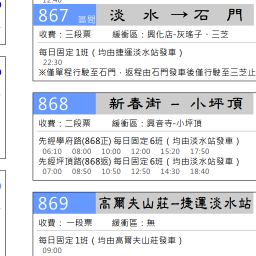 867 淡 水 →石 門
收費：三段票 緩衝區：興化店-灰瑤子、三芝
每日固定1班（均由捷運淡水站發車）
22:30
※僅單程行駛至石門，返程由石門發車後僅行駛至三芝止
868 新春街 - 小坪頂
收費：二段票 緩衝區：興音寺-小坪頂
先經學府路(868正) 每日固定6班（均由淡水站發車）
06:10 08:00 10:00 12:00 15:20 17:50
先經坪頂路(868返) 每日固定6班（均由淡水站發車）
07:00 08:50 10:50 12:50 14:30 18:40
869 高爾夫山莊-捷運淡水站
收費：一段票 緩衝區：無
每日固定1班（均由高爾夫山莊發車）
09:00